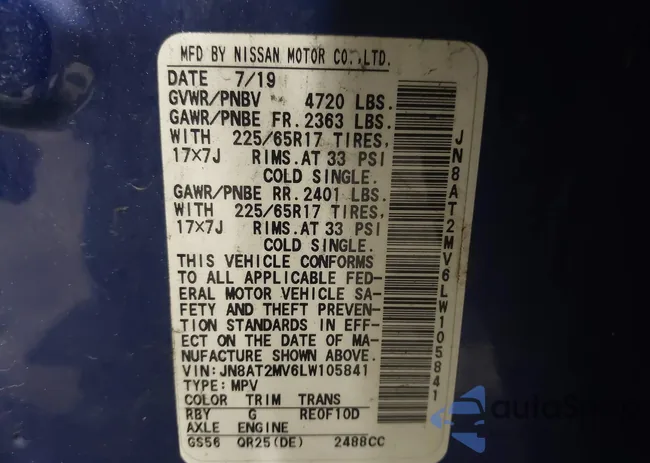 MFD BY NISSAN MOTOR CO.,LTD.
DATE 7/19
GVWR/PNBV 4720 LBS.
GAWR/PNBE FR. 2363 LBS.
WITH 225/65R17 TIRES,
17×7J RIMS.AT 33 PSI
COLD SINGLE.
GAWR/PNBE RR. 2401 LBS.
WITH 225/65R17 TIRES,
17×7J RIMS.AT 33 PSI
COLD SINGLE.
THIS VEHICLE CONFORMS
TO ALL APPLICABLE FED-
ERAL MOTOR VEHICLE SA-
FETY AND THEFT PREVEN-
TION STANDARDS IN EFF-
ECT ON THE DATE OF MA-
NUFACTURE SHOWN ABOVE.
VIN:JN8AT2MV6LW105841
TYPE:MPV
COLOR TRIM TRANS
RBY G RE0F10D
AXLE ENGINE
GS56 QR25(DE) 2488CC
JN8AT2MV6LW105841